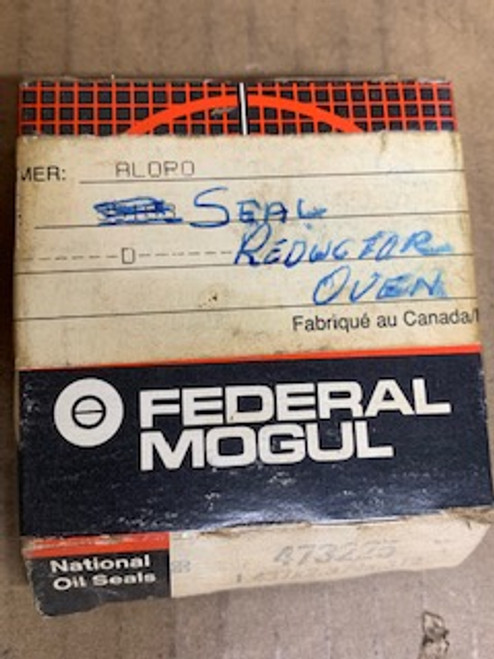 MER: ALORO
SEAL
D
REDUCTOR
OVEN
Fabriqué au Canada/
FEDERAL
MOGUL
National
Oil Seals
473225